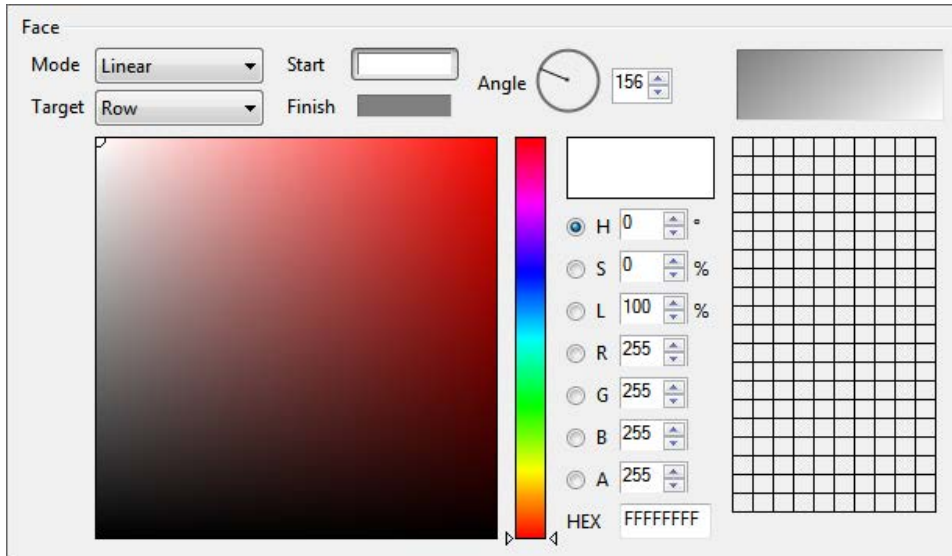 Face
Mode Linear Start Angle 156
Target Row Finish
H 0 °
S 0 %
L 100 %
R 255
G 255
B 255
A 255
HEX FFFFFFFF